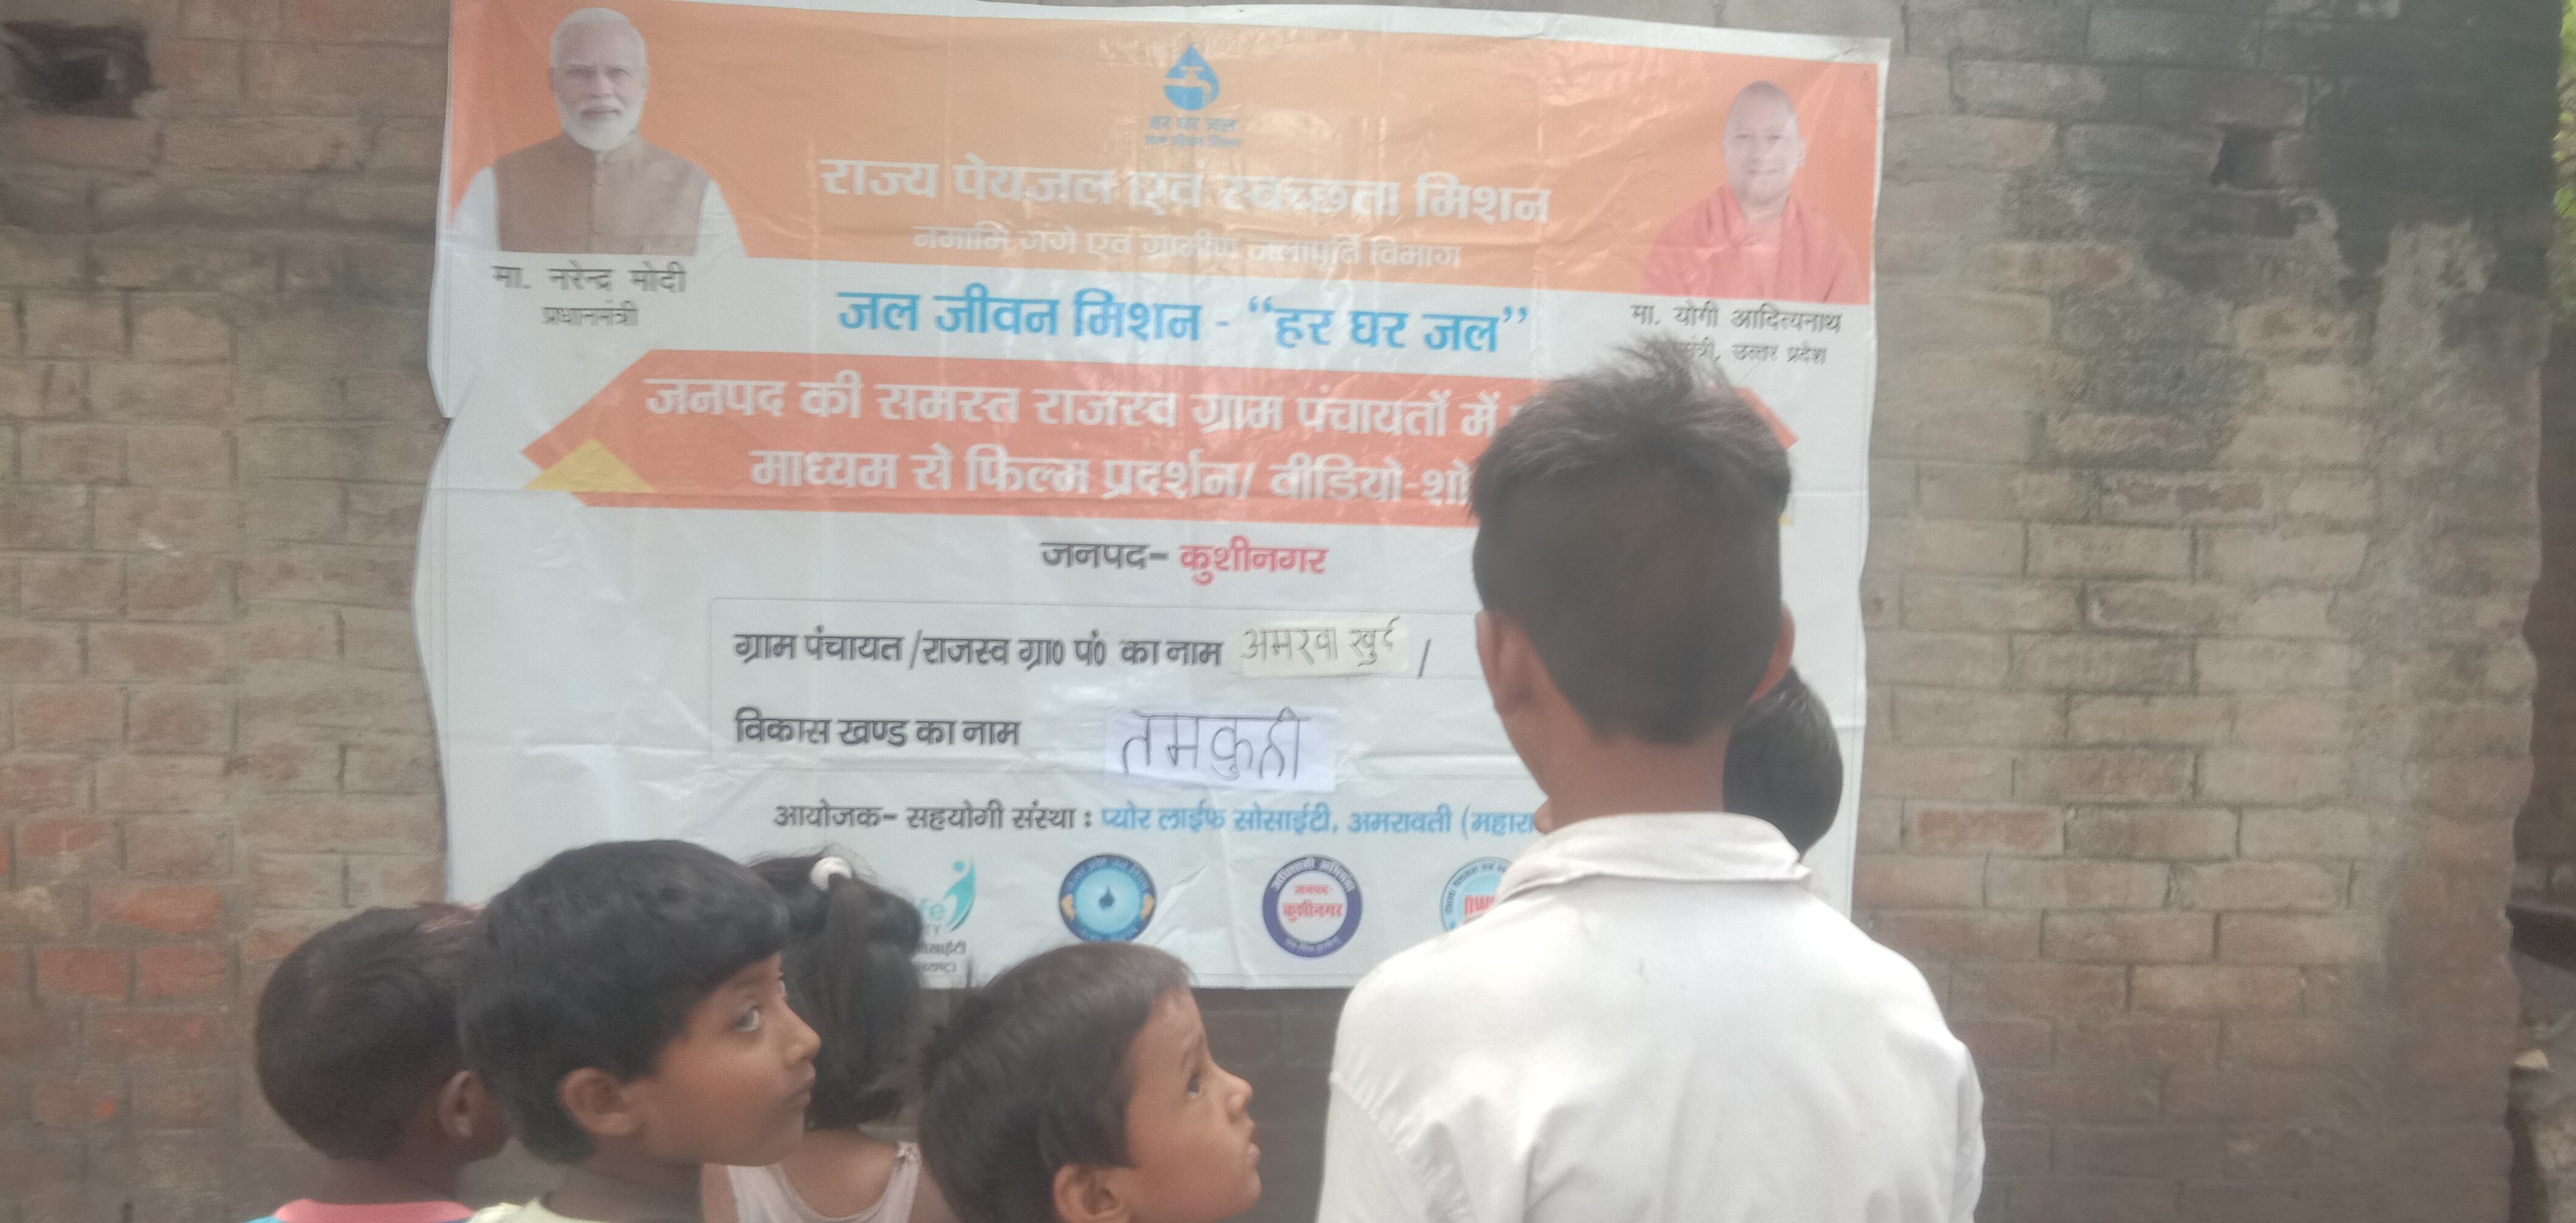 हर घर जल
राज्य पेयजल एवं स्वच्छता मिशन
नमामि गंगे एवं ग्रामीण जलापूर्ति विभाग
मा. नरेन्द्र मोदी
प्रधानमंत्री
जल जीवन मिशन - “हर घर जल”
मा. योगी आदित्यनाथ
उत्तर प्रदेश
जनपद की समस्त राजस्व ग्राम पंचायतों में
माध्यम से फिल्म प्रदर्शन/ वीडियो-शो
जनपद- कुशीनगर
ग्राम पंचायत /राजस्व ग्रा० पं० का नाम अमरवा खुर्द /
विकास खण्ड का नाम तमकुही
आयोजक- सहयोगी संस्था : प्योर लाईफ सोसाईटी, अमरावती
जनपद-
कुशीनगर